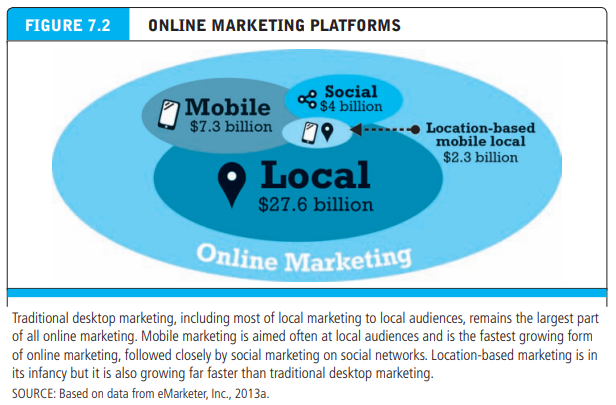 FIGURE 7.2 ONLINE MARKETING PLATFORMS
Social
$4 billion
Mobile
$7.3 billion
Location-based
mobile local
$2.3 billion
Local
$27.6 billion
Online Marketing
Traditional desktop marketing, including most of local marketing to local audiences, remains the largest part
of all online marketing. Mobile marketing is aimed often at local audiences and is the fastest growing form
of online marketing, followed closely by social marketing on social networks. Location-based marketing is in
its infancy but it is also growing far faster than traditional desktop marketing.
SOURCE: Based on data from eMarketer, Inc., 2013a.